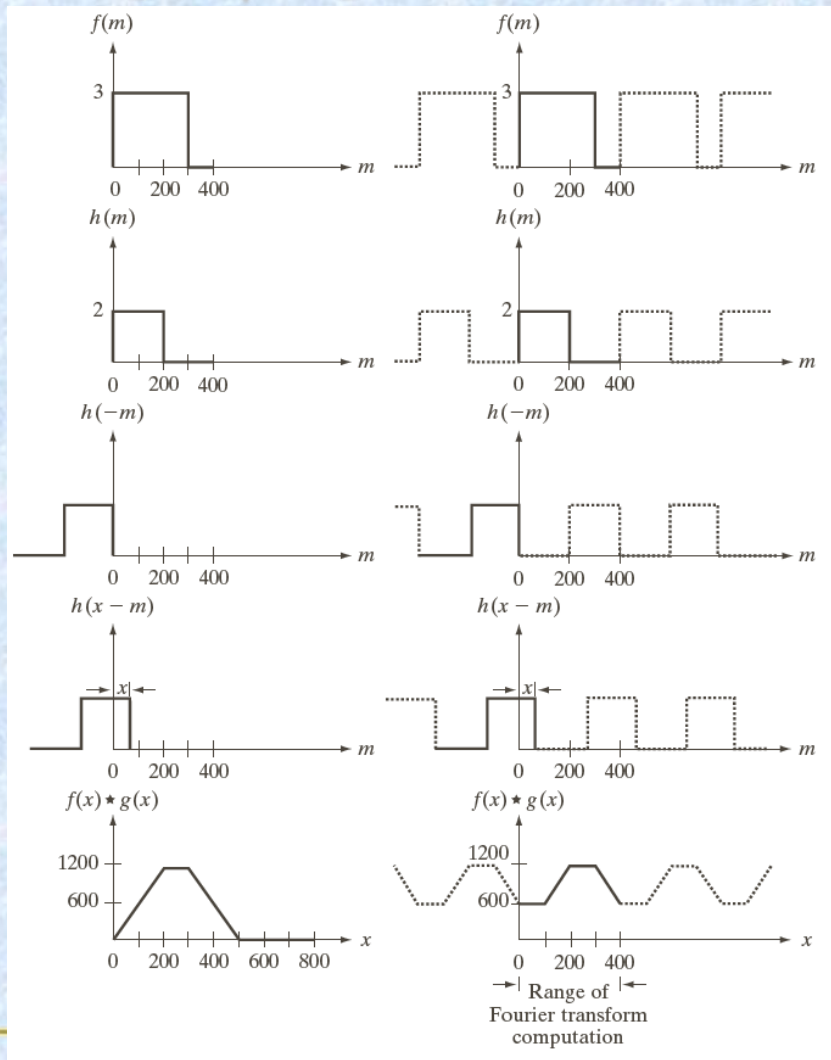 f(m)
3
m
0 200 400
f(m)
3
m
0 200 400
h(m)
2
m
0 200 400
h(m)
2
m
0 200 400
h(−m)
m
0 200 400
h(−m)
m
0 200 400
h(x − m)
x
m
0 200 400
h(x − m)
x
m
0 200 400
f(x) ⋆ g(x)
1200
600
x
0 200 400 600 800
f(x) ⋆ g(x)
1200
600
x
0 200 400
Range of
Fourier transform
computation